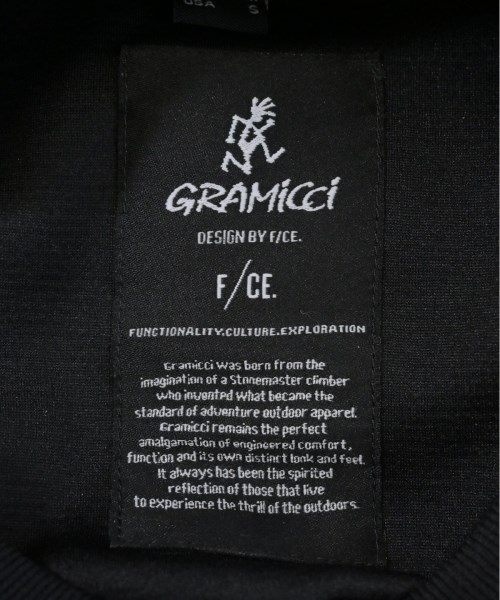 USA S
GRAMiCCi
DESIGN BY F/CE.
F/CE.
FUNCTIONALITY.CULTURE.EXPLORATION
Gramicci was born from the
imagination of a Stonemaster climber
who invented what became the
standard of adventure outdoor apparel.
Gramicci remains the perfect
amalgamation of engineered comfort,
function and its own distinct look and feel.
It always has been the spirited
reflection of those that live
to experience the thrill of the outdoors.